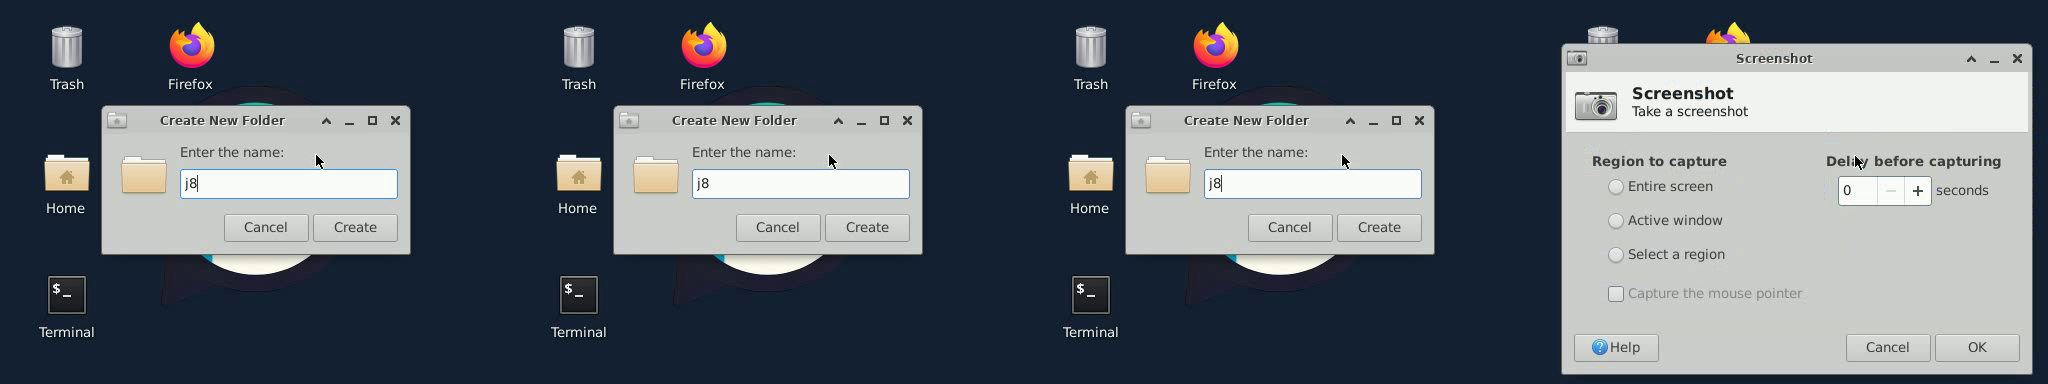 Trash
Firefox
Create New Folder
Enter the name:
j8
Cancel
Create
Home
$_
Terminal
Trash
Firefox
Create New Folder
Enter the name:
j8
Cancel
Create
Home
$_
Terminal
Trash
Firefox
Create New Folder
Enter the name:
j8
Cancel
Create
Home
$_
Terminal
Screenshot
Screenshot
Take a screenshot
Region to capture
Entire screen
Active window
Select a region
Capture the mouse pointer
Delay before capturing
0 − + seconds
Help
Cancel
OK